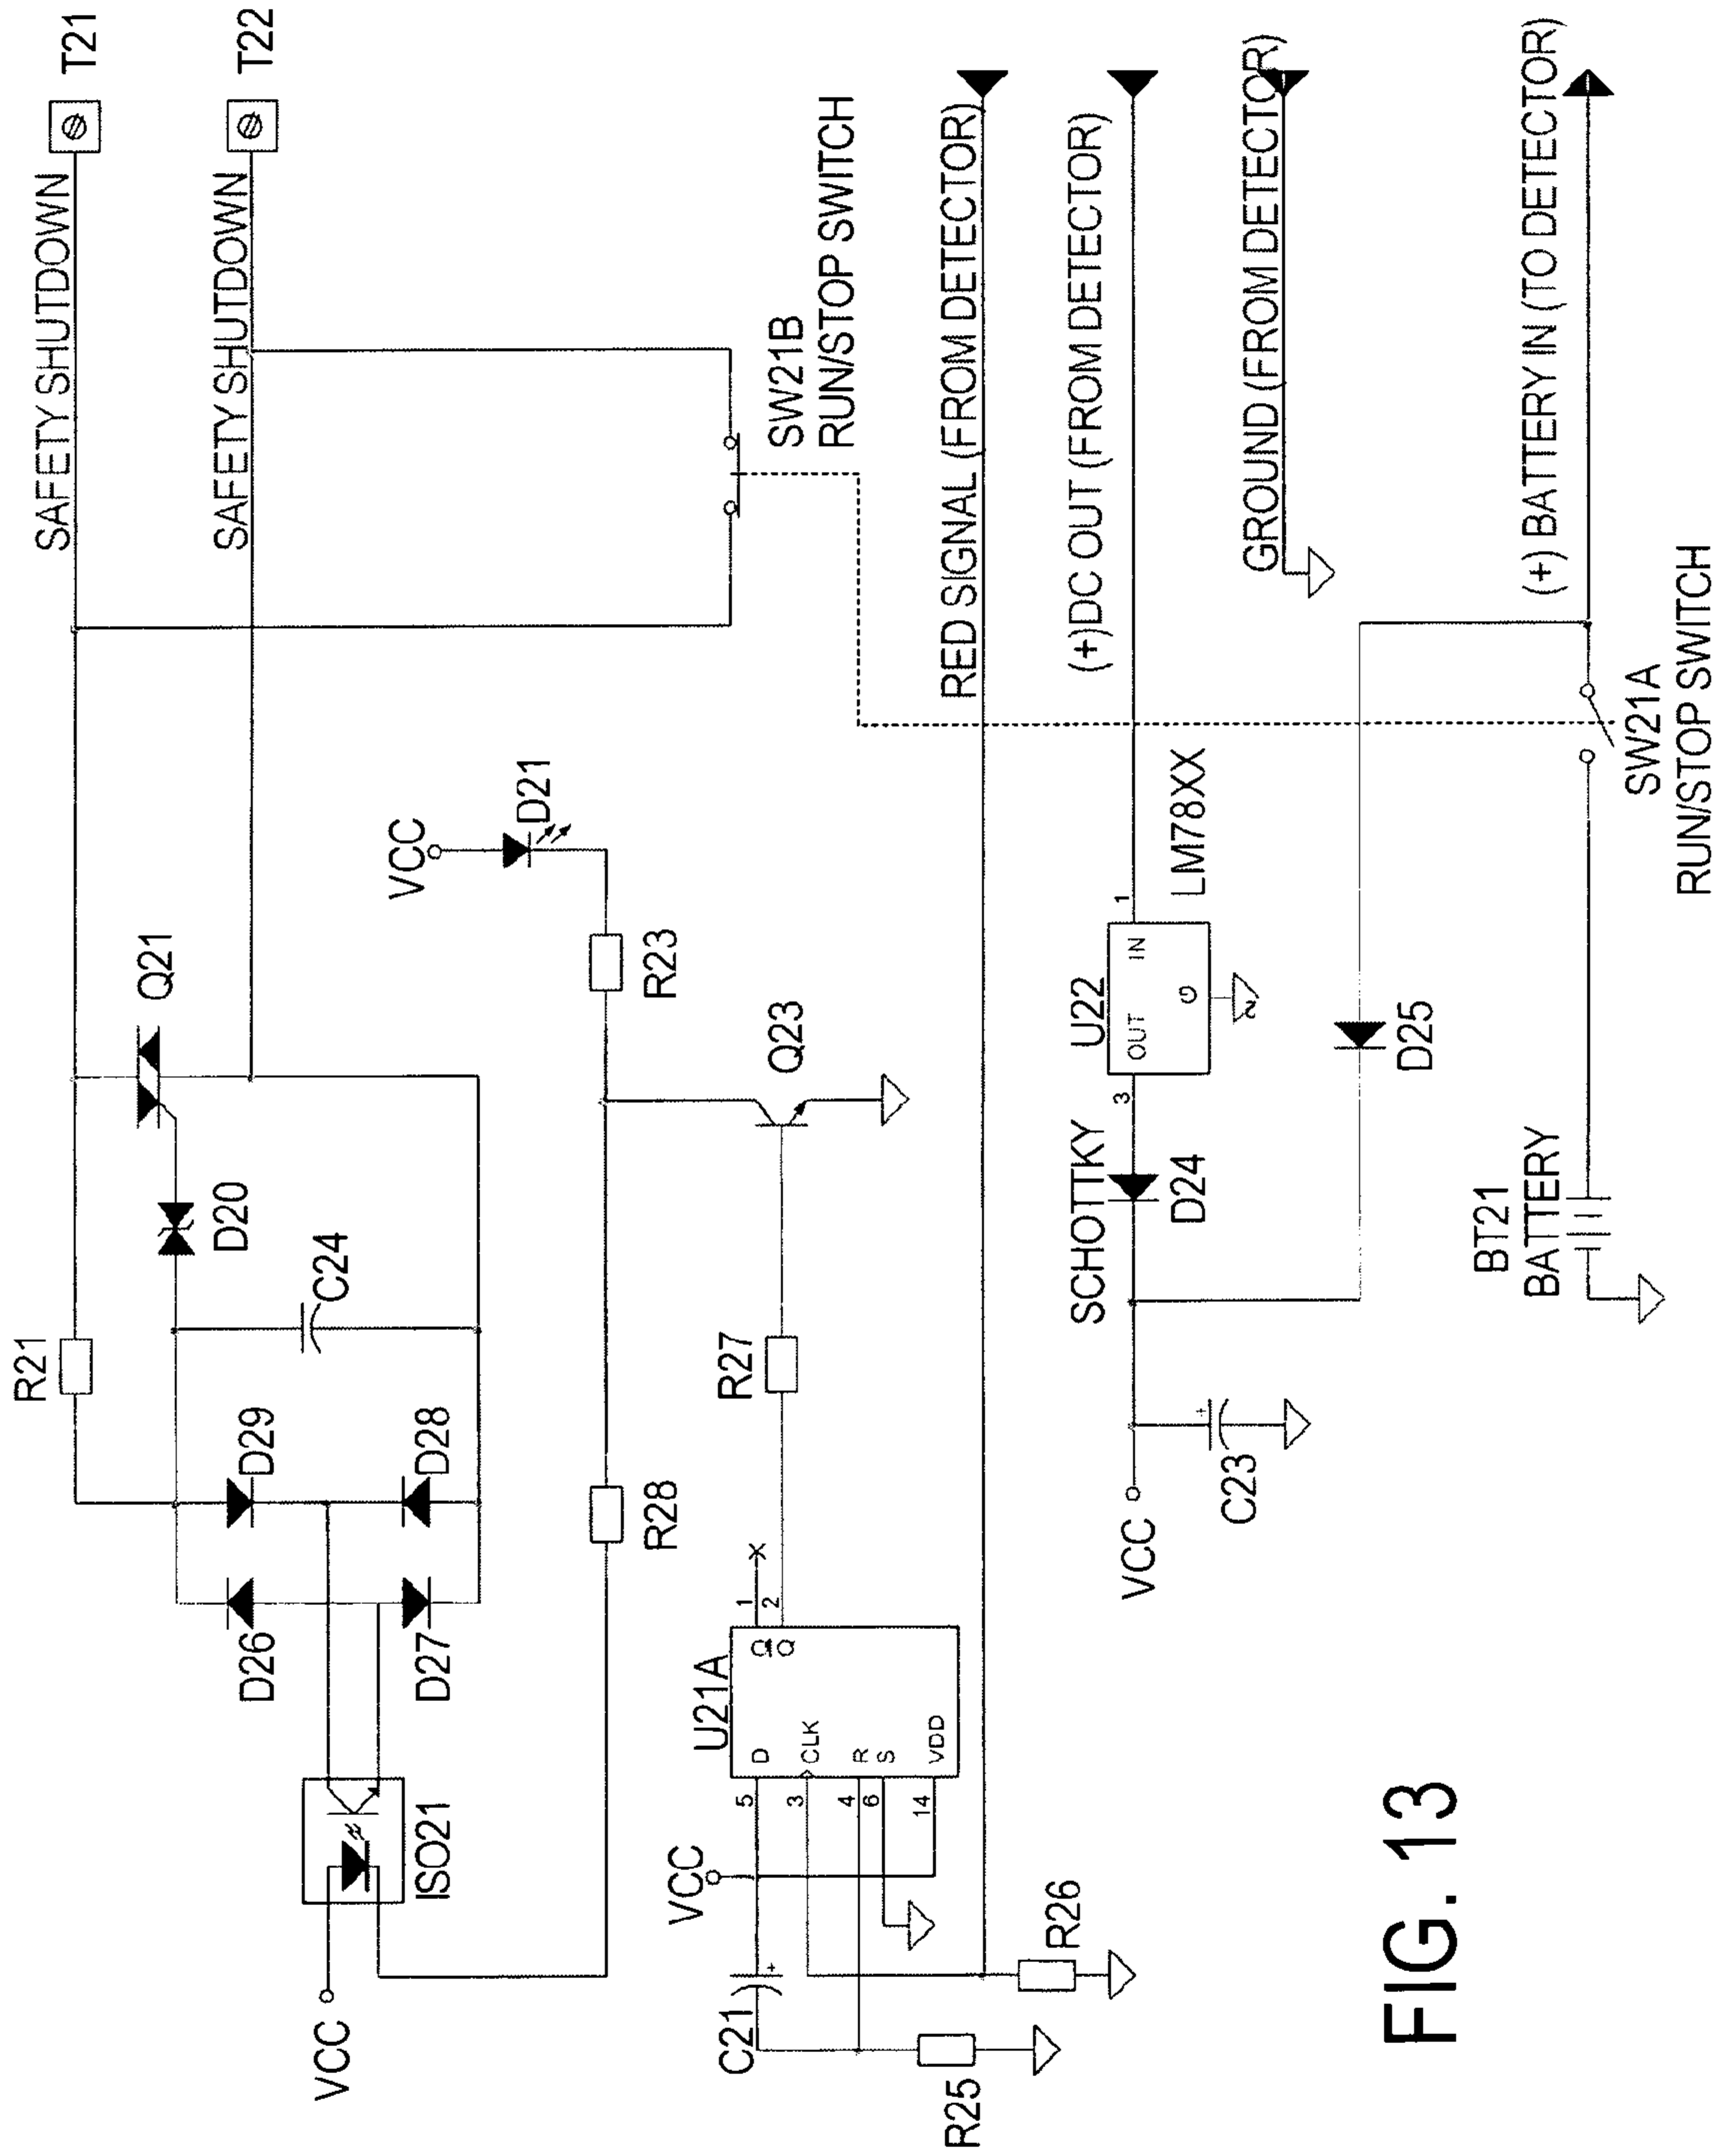 T21
SAFETY SHUTDOWN
T22
SAFETY SHUTDOWN
R21
Q21
D20
C24
D29
D28
D26
D27
ISO21
VCC
VCC
D21
R23
R28
Q23
R27
SW21B
RUN/STOP SWITCH
U21A
D
CLK
R
S
VDD
Q
Q
1
2
5
3
4
6
14
VCC
C21
+
R25
R26
RED SIGNAL (FROM DETECTOR)
(+)DC OUT (FROM DETECTOR)
GROUND (FROM DETECTOR)
(+) BATTERY IN (TO DETECTOR)
U22
OUT
IN
G
1
3
LM78XX
SCHOTTKY
D24
D25
VCC
+
C23
BT21
BATTERY
SW21A
RUN/STOP SWITCH
FIG. 13